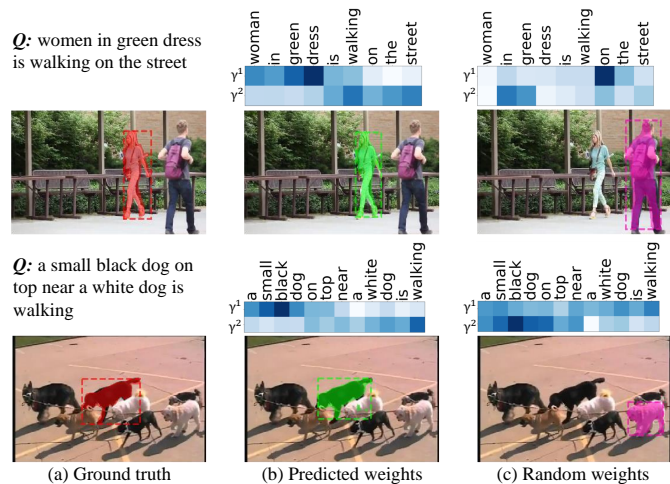 Q: women in green dress
is walking on the street
woman in green dress is walking on the street
γ¹
γ²
woman in green dress is walking on the street
γ¹
γ²
Q: a small black dog on
top near a white dog is
walking
a small black dog on top near a white dog is walking
γ¹
γ²
a small black dog on top near a white dog is walking
γ¹
γ²
(a) Ground truth
(b) Predicted weights
(c) Random weights